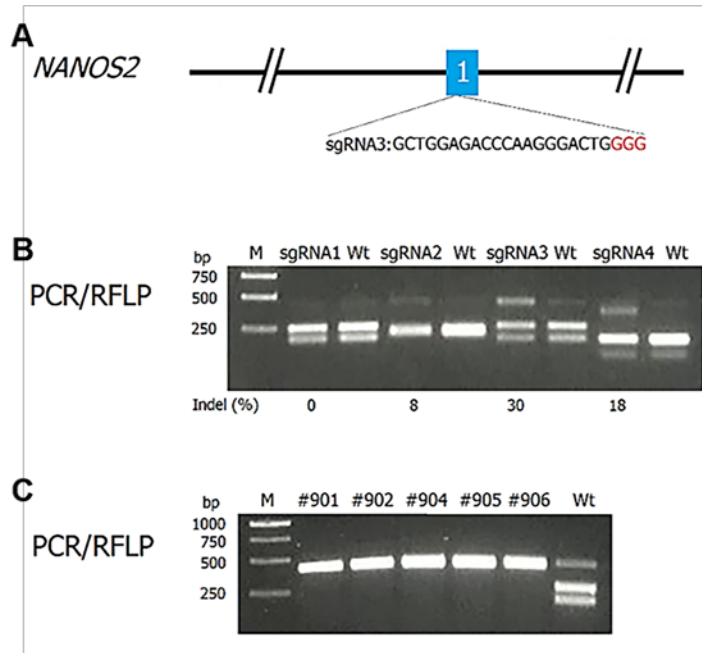 A
NANOS2
1
sgRNA3:GCTGGAGACCCAAGGGACTGGGG
B
bp M sgRNA1 Wt sgRNA2 Wt sgRNA3 Wt sgRNA4 Wt
750
PCR/RFLP
500
250
Indel (%) 0 8 30 18
C
bp M #901 #902 #904 #905 #906 Wt
1000
PCR/RFLP
750
500
250